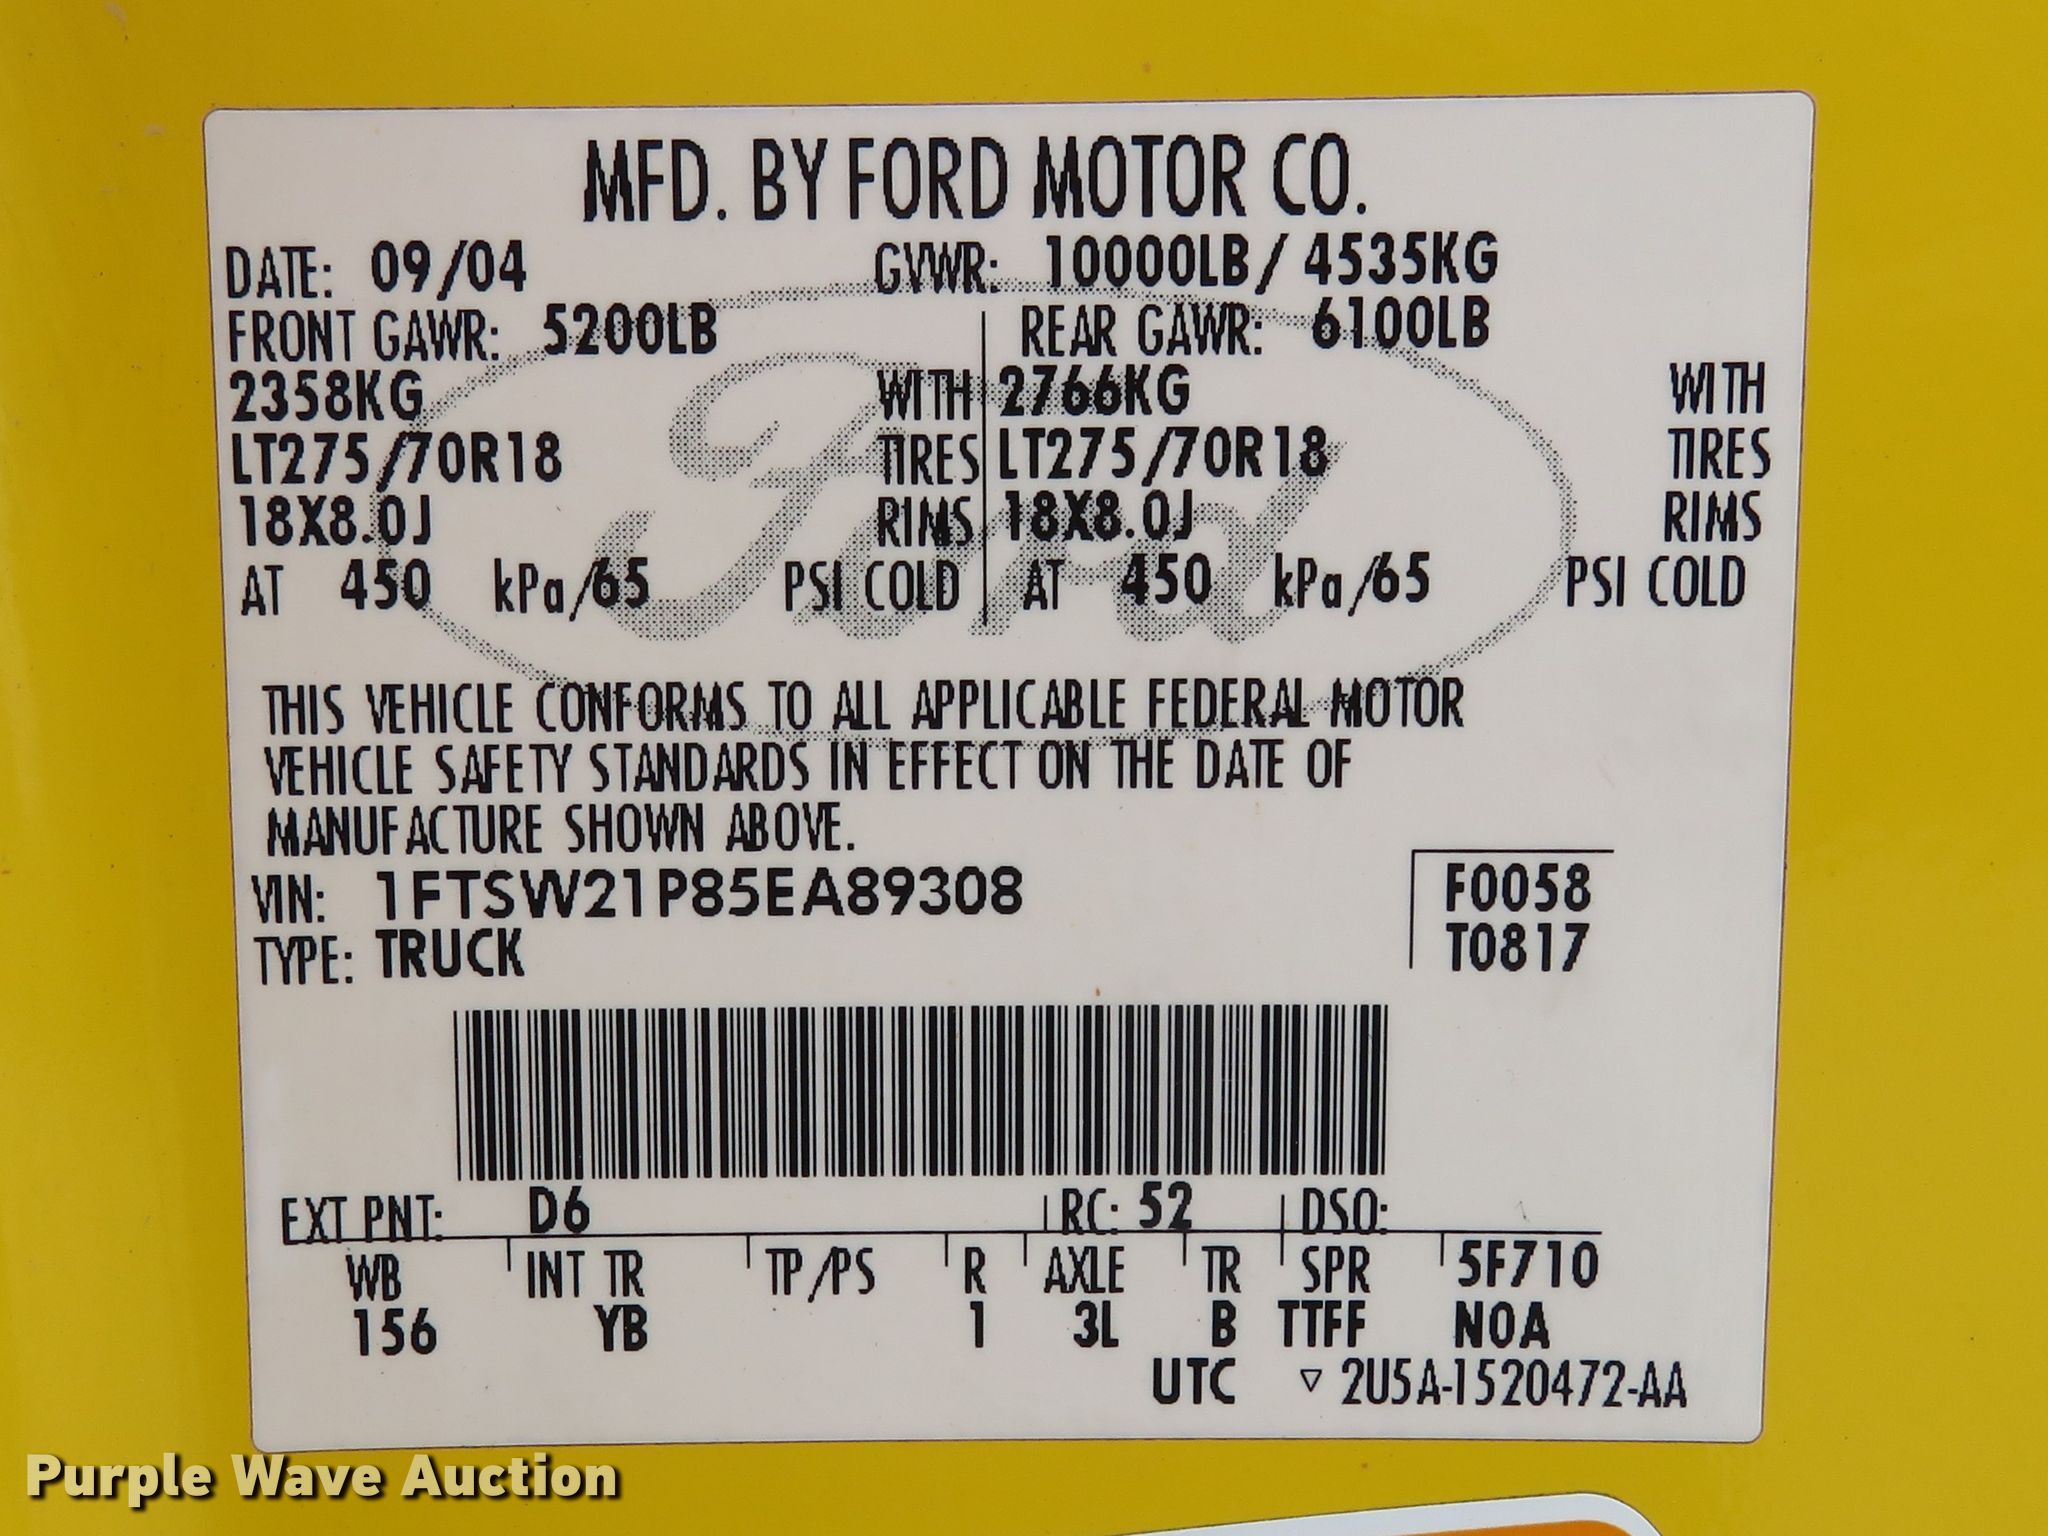 MFD. BY FORD MOTOR CO.
DATE: 09/04 GVWR: 10000LB/ 4535KG
FRONT GAWR: 5200LB REAR GAWR: 6100LB
2358KG WITH 2766KG WITH
LT275/70R18 TIRES LT275/70R18 TIRES
18X8.0J RIMS 18X8.0J RIMS
AT 450 kPa/65 PSI COLD AT 450 kPa/65 PSI COLD
Ford
THIS VEHICLE CONFORMS TO ALL APPLICABLE FEDERAL MOTOR
VEHICLE SAFETY STANDARDS IN EFFECT ON THE DATE OF
MANUFACTURE SHOWN ABOVE.
VIN: 1FTSW21P85EA89308 F0058
TYPE: TRUCK T0817
EXT PNT: D6 RC: 52 DSO:
WB INT TR TP/PS R AXLE TR SPR 5F710
156 YB 1 3L B TTFF NOA
UTC ▽ 2U5A-1520472-AA
Purple Wave Auction